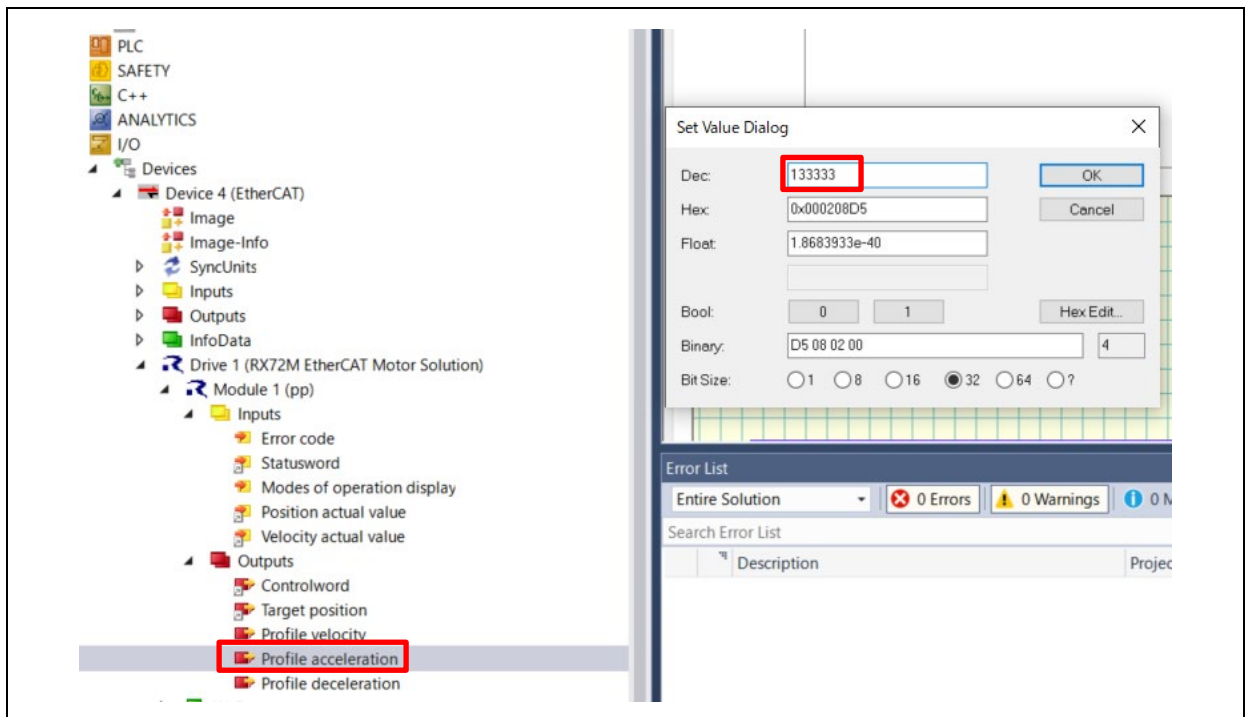 PLC
SAFETY
C++
ANALYTICS
I/O
Devices
Device 4 (EtherCAT)
Image
Image-Info
SyncUnits
Inputs
Outputs
InfoData
Drive 1 (RX72M EtherCAT Motor Solution)
Module 1 (pp)
Inputs
Error code
Statusword
Modes of operation display
Position actual value
Velocity actual value
Outputs
Controlword
Target position
Profile velocity
Profile acceleration
Profile deceleration
Set Value Dialog
Dec: 133333 OK
Hex: 0x000208D5 Cancel
Float: 1.8683933e-40
Bool: 0 1 Hex Edit...
Binary: D5 08 02 00 4
Bit Size: 1 8 16 32 64 ?
Error List
Entire Solution 0 Errors 0 Warnings 0 M
Search Error List
Description Projec